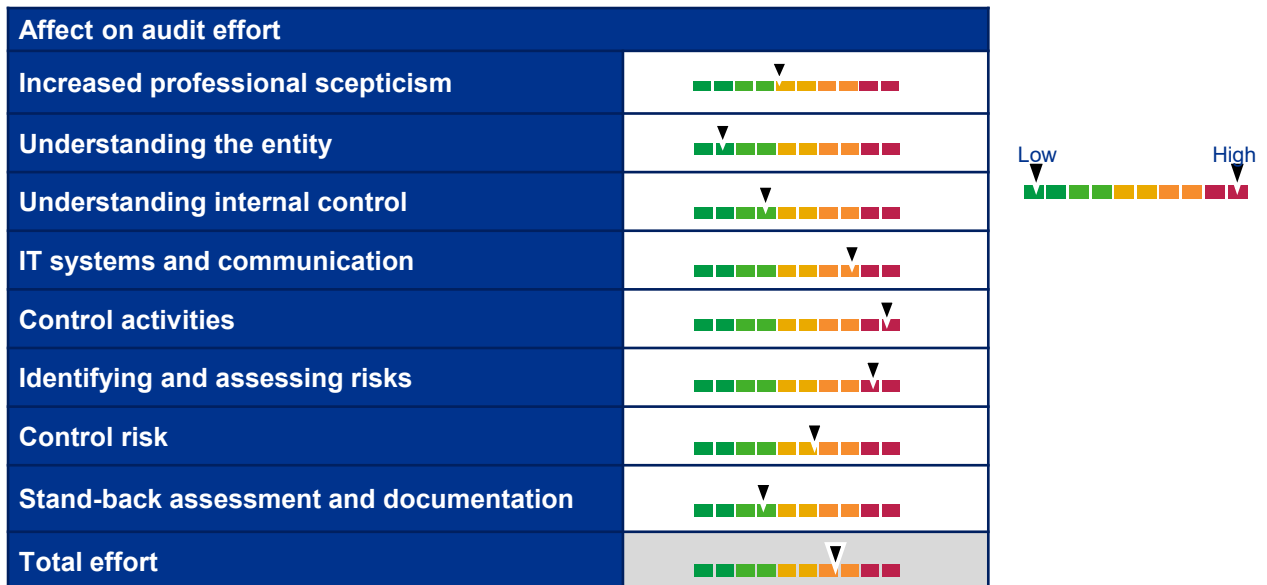 Affect on audit effort
Increased professional scepticism
Understanding the entity
Low High
Understanding internal control
IT systems and communication
Control activities
Identifying and assessing risks
Control risk
Stand-back assessment and documentation
Total effort